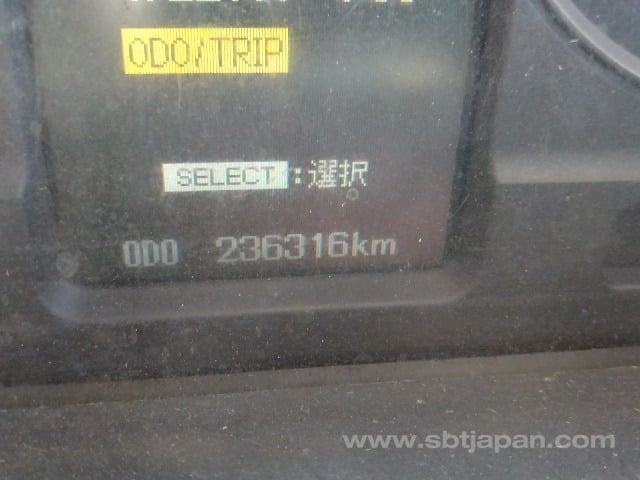 ODO/TRIP
SELECT:選択
ODO 236316km
www.sbtjapan.com